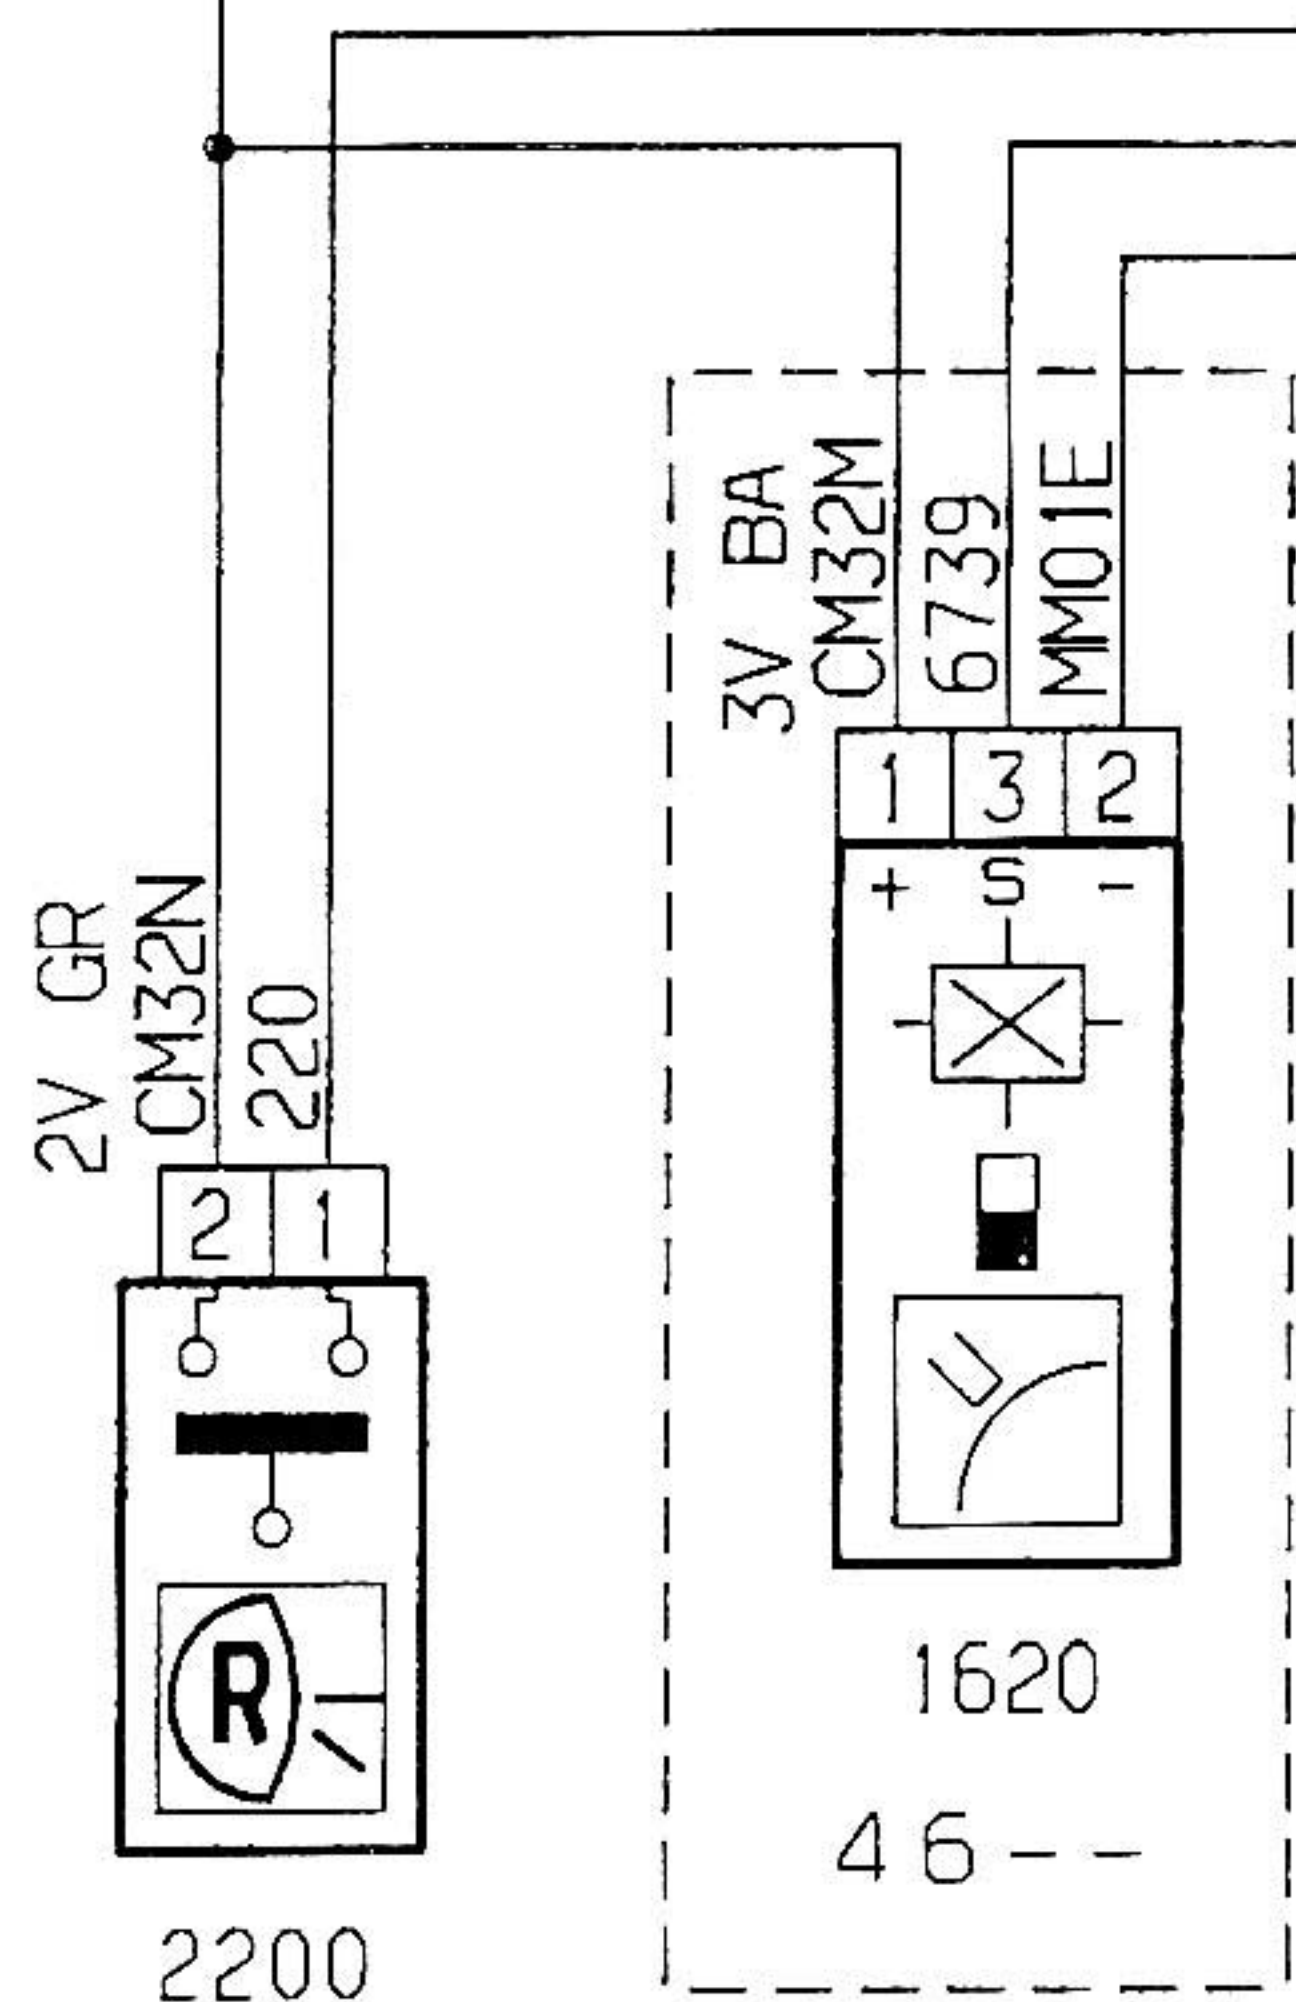 3V BA
CM32M
6739
MM01E
1 3 2
+ S -
2V GR
CM32N
220
2 1
R
1620
46--
2200